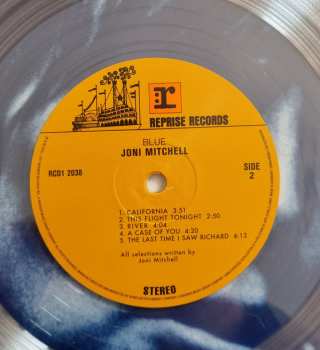 r
REPRISE RECORDS
BLUE
JONI MITCHELL
RCD1 2038
SIDE
2
1. CALIFORNIA 3:51
2. THIS FLIGHT TONIGHT 2:50
3. RIVER 4:04
4. A CASE OF YOU 4:20
5. THE LAST TIME I SAW RICHARD 4:13
All selections written by
Joni Mitchell
STEREO